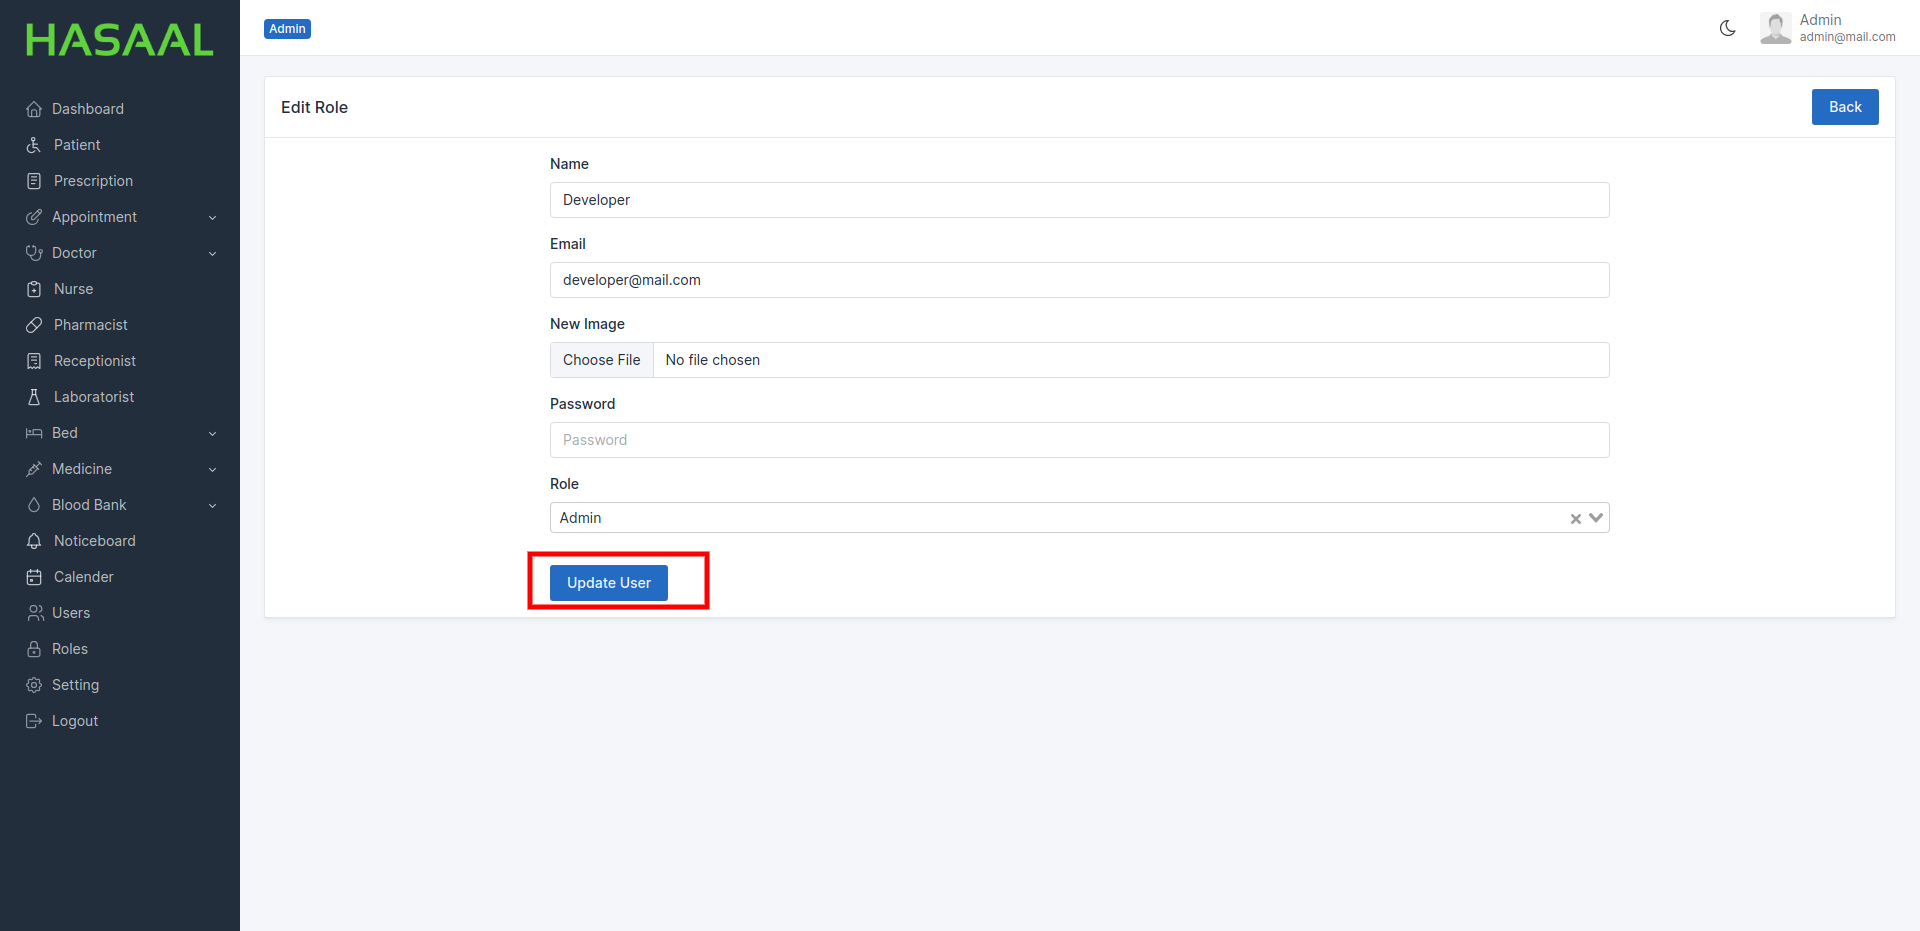 HASAAL
Dashboard
Patient
Prescription
Appointment
Doctor
Nurse
Pharmacist
Receptionist
Laboratorist
Bed
Medicine
Blood Bank
Noticeboard
Calender
Users
Roles
Setting
Logout
Admin
Admin
admin@mail.com
Edit Role
Back
Name
Developer
Email
developer@mail.com
New Image
Choose File No file chosen
Password
Password
Role
Admin
Update User